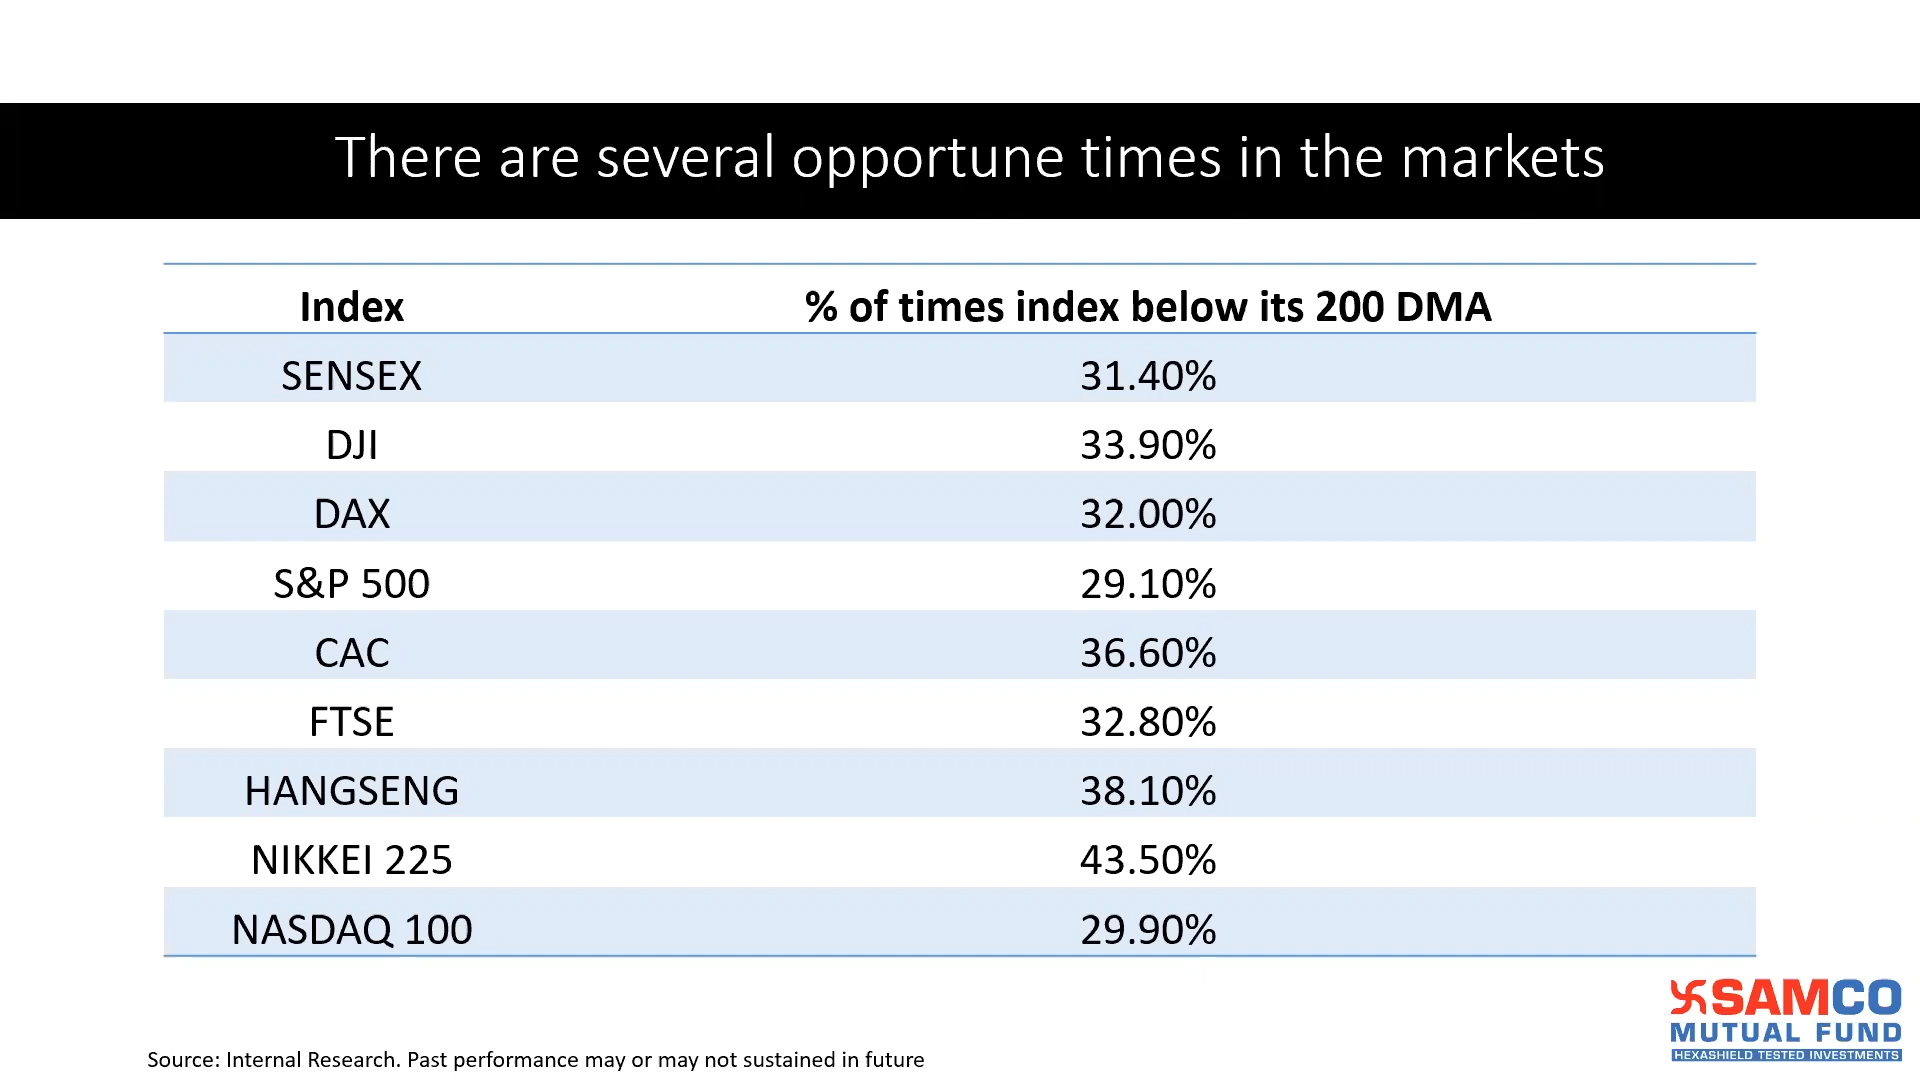 There are several opportune times in the markets
Index % of times index below its 200 DMA
SENSEX 31.40%
DJI 33.90%
DAX 32.00%
S&P 500 29.10%
CAC 36.60%
FTSE 32.80%
HANGSENG 38.10%
NIKKEI 225 43.50%
NASDAQ 100 29.90%
SAMCO
MUTUAL FUND
HEXASHIELD TESTED INVESTMENTS
Source: Internal Research. Past performance may or may not sustained in future